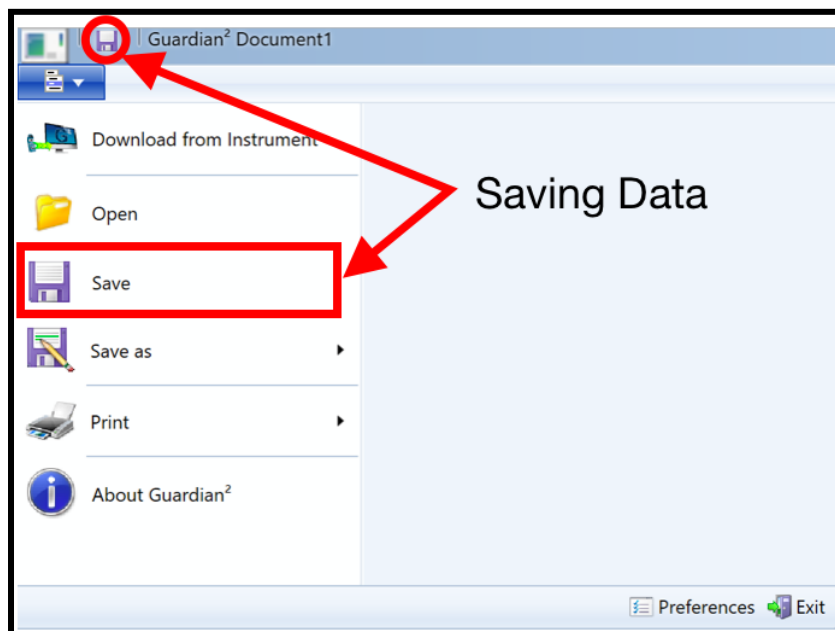 Guardian² Document1
Download from Instrument
Open
Saving Data
Save
Save as
Print
About Guardian²
Preferences Exit